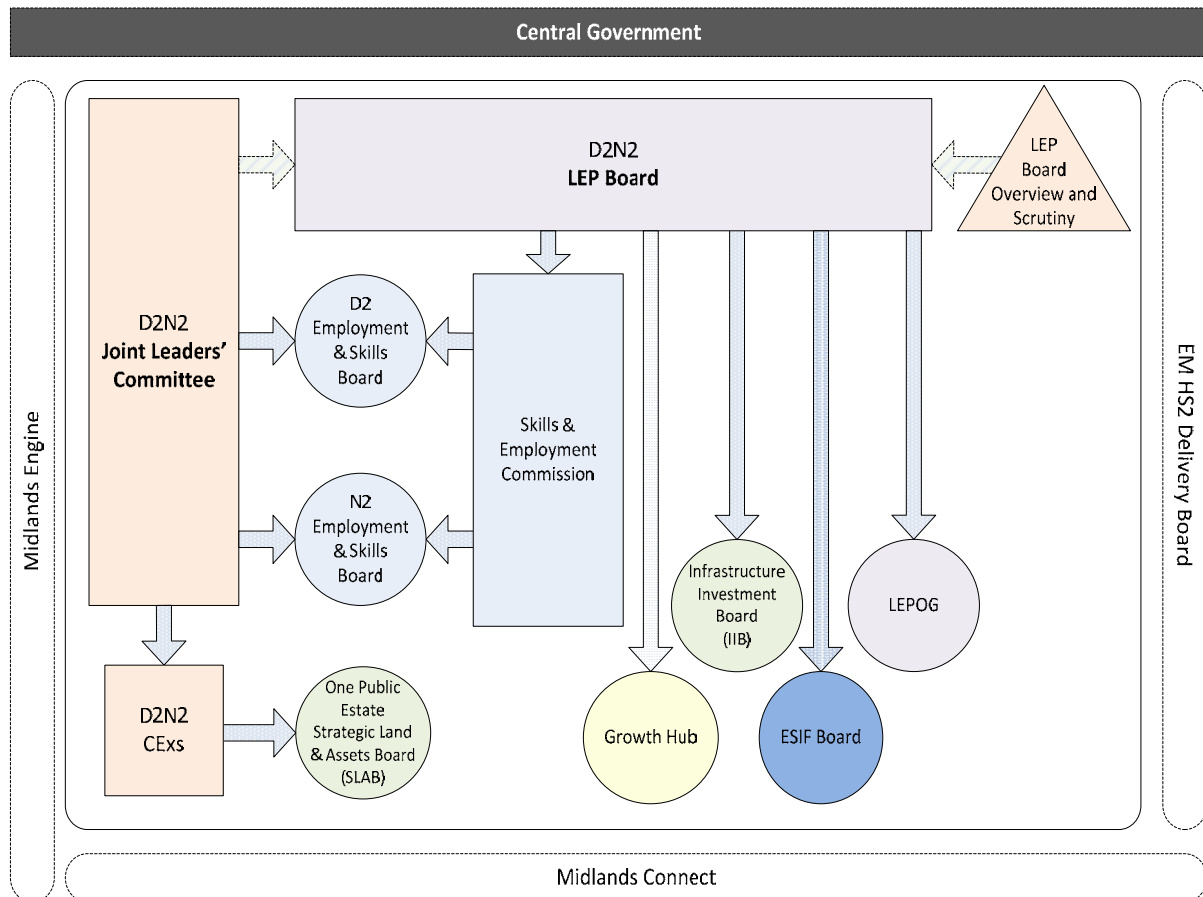 Central Government
Midlands Engine
D2N2
Joint Leaders’
Committee
D2N2
LEP Board
LEP
Board
Overview and
Scrutiny
D2
Employment
& Skills
Board
Skills &
Employment
Commission
N2
Employment
& Skills
Board
Infrastructure
Investment
Board
(IIB)
LEPOG
D2N2
CExs
One Public
Estate
Strategic Land
& Assets Board
(SLAB)
Growth Hub
ESIF Board
EM HS2 Delivery Board
Midlands Connect